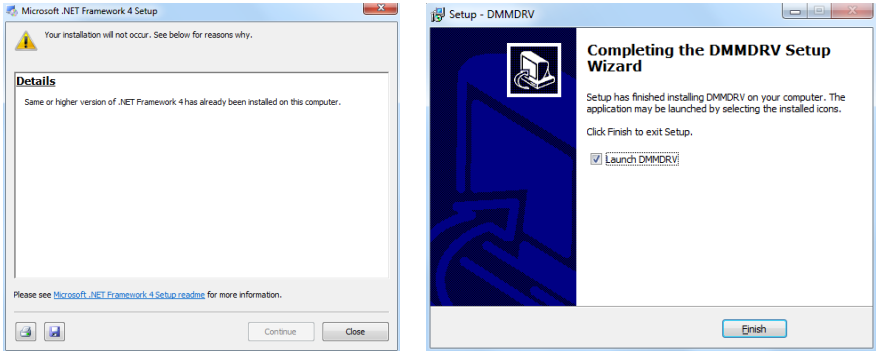 Microsoft .NET Framework 4 Setup
Your installation will not occur. See below for reasons why.
Details
Same or higher version of .NET Framework 4 has already been installed on this computer.
Please see Microsoft .NET Framework 4 Setup readme for more information.
Continue
Close
Setup - DMMDRV
Completing the DMMDRV Setup
Wizard
Setup has finished installing DMMDRV on your computer. The
application may be launched by selecting the installed icons.
Click Finish to exit Setup.
Launch DMMDRV
Finish